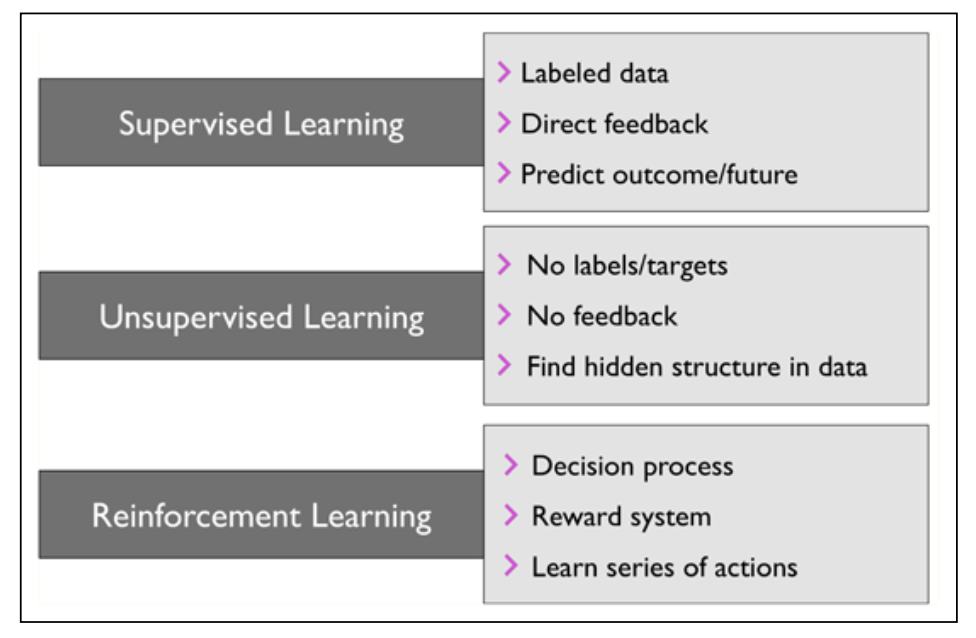 Supervised Learning
Labeled data
Direct feedback
Predict outcome/future
Unsupervised Learning
No labels/targets
No feedback
Find hidden structure in data
Reinforcement Learning
Decision process
Reward system
Learn series of actions